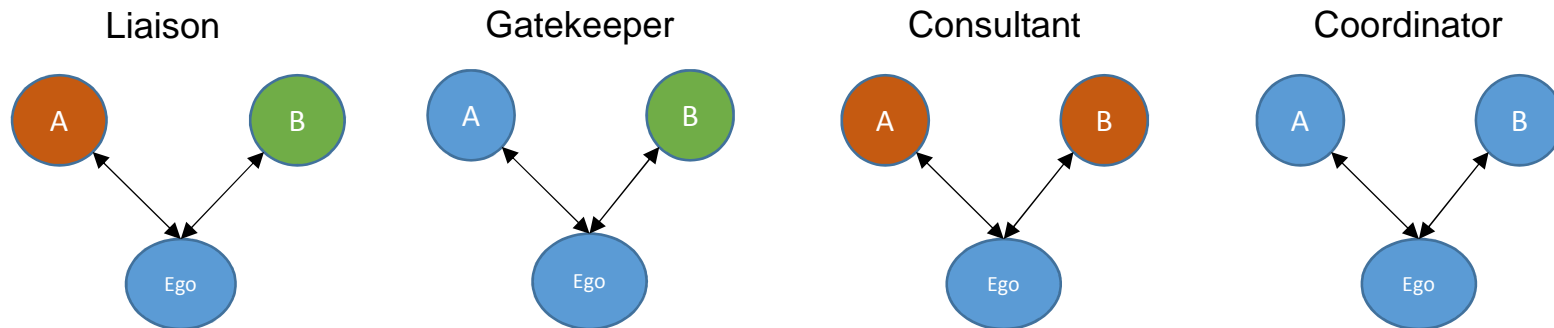 Liaison Gatekeeper Consultant Coordinator
A B A B A B A B
Ego Ego Ego Ego